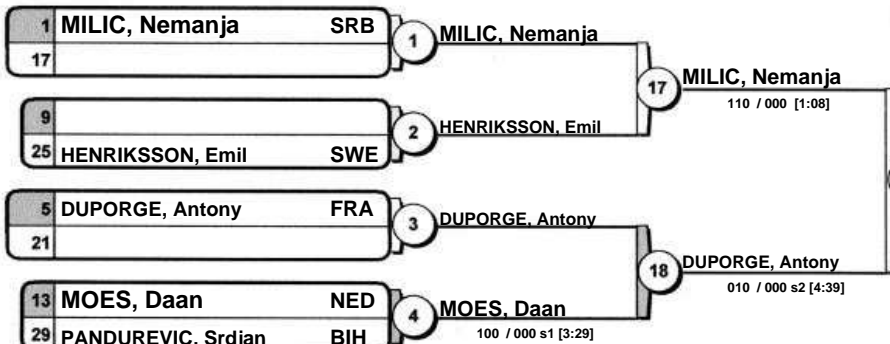 1 MILIC, Nemanja SRB
17
1
MILIC, Nemanja
9
25 HENRIKSSON, Emil SWE
2
HENRIKSSON, Emil
17
MILIC, Nemanja
110 / 000 [1:08]
5 DUPORGE, Antony FRA
21
3
DUPORGE, Antony
13 MOES, Daan NED
29 PANDUREVIC, Srdjan BIH
4
MOES, Daan
100 / 000 s1 [3:29]
18
DUPORGE, Antony
010 / 000 s2 [4:39]